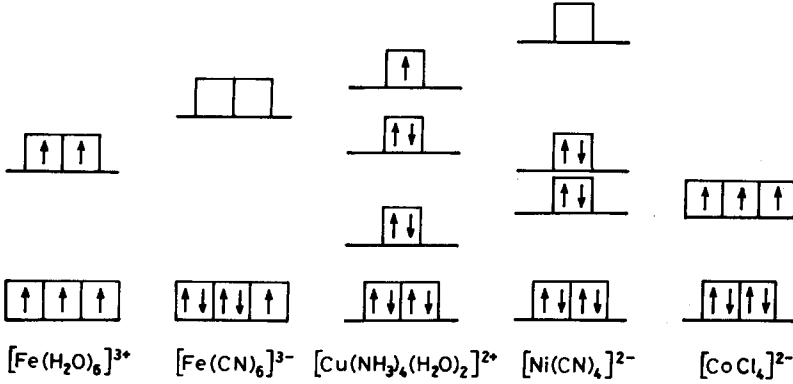 [Fe(H₂O)₆]³⁺ [Fe(CN)₆]³⁻ [Cu(NH₃)₄(H₂O)₂]²⁺ [Ni(CN)₄]²⁻ [CoCl₄]²⁻